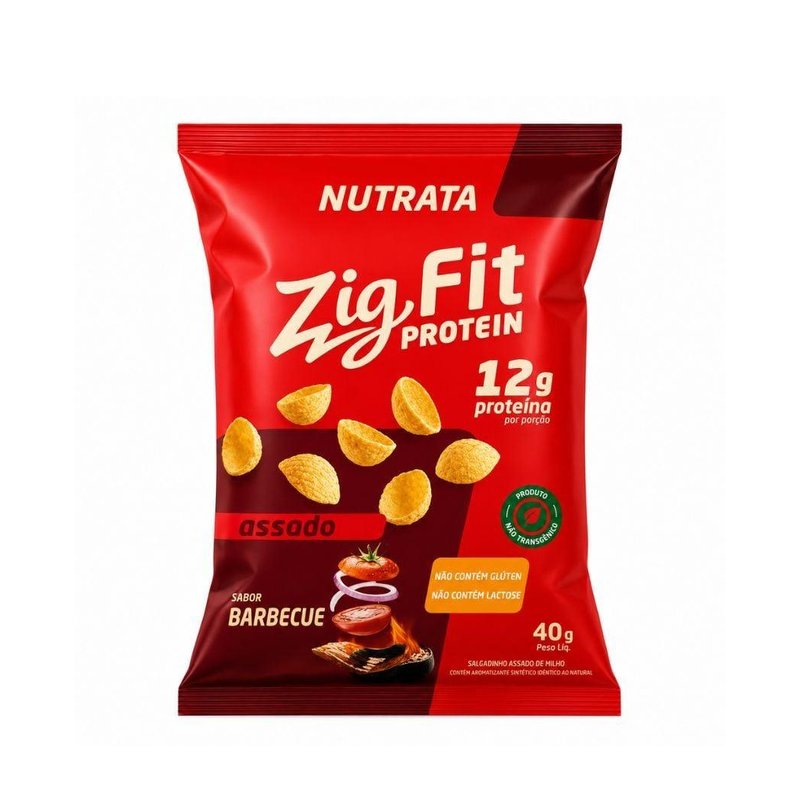 NUTRATA
Zig Fit
PROTEIN
12g
proteína
por porção
assado
PRODUTO
NÃO TRANSGÊNICO
NÃO CONTÉM GLÚTEN
NÃO CONTÉM LACTOSE
SABOR
BARBECUE
40g
Peso Líq.
SALGADINHO ASSADO DE MILHO
CONTÉM AROMATIZANTE SINTÉTICO IDÊNTICO AO NATURAL